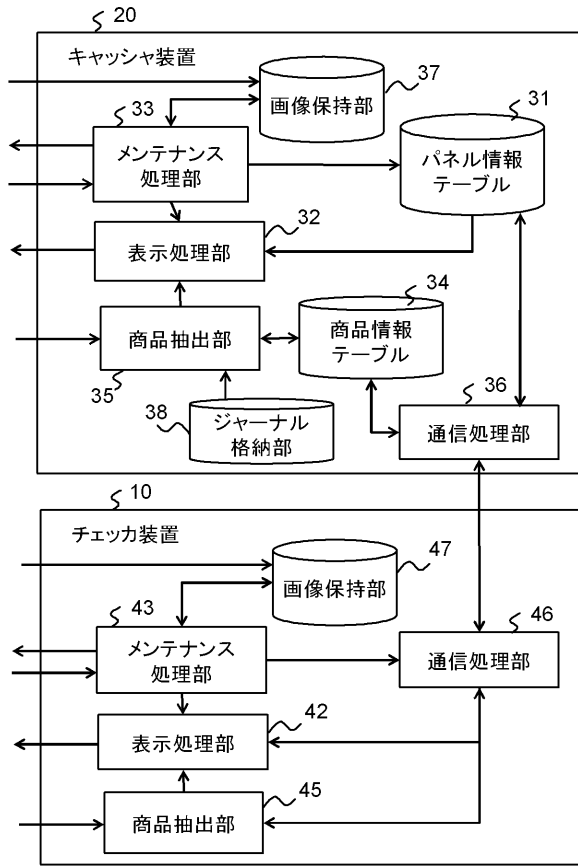 20
キャッシャ装置
画像保持部
37
33
メンテナンス
処理部
31
パネル情報
テーブル
32
表示処理部
34
商品情報
テーブル
商品抽出部
35
36
通信処理部
38
ジャーナル
格納部
10
チェッカ装置
画像保持部
47
43
メンテナンス
処理部
46
通信処理部
42
表示処理部
45
商品抽出部